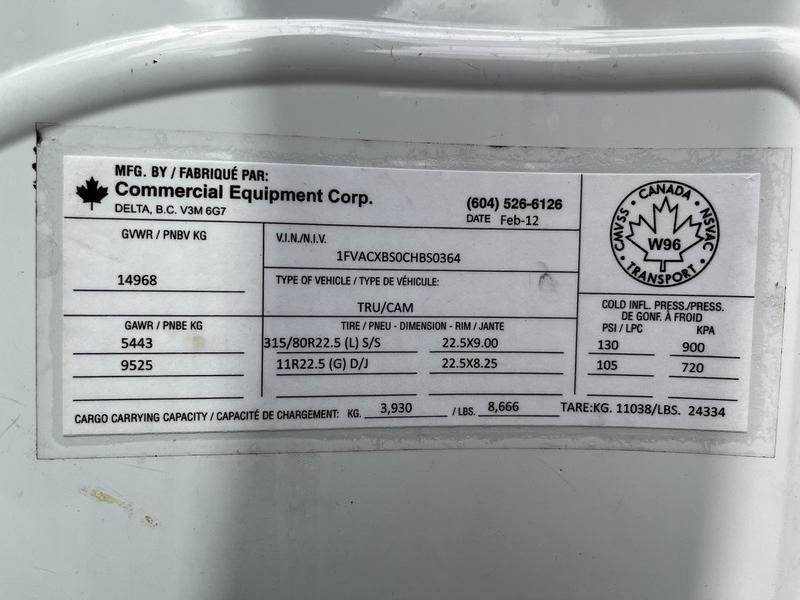 MFG. BY / FABRIQUÉ PAR:
Commercial Equipment Corp.
DELTA, B.C. V3M 6G7
(604) 526-6126
DATE Feb-12
GVWR / PNBV KG
14968
V.I.N./N.I.V.
1FVACXBS0CHBS0364
TYPE OF VEHICLE / TYPE DE VÉHICULE:
TRU/CAM
CANADA
CMVSS · NSVAC
W96
TRANSPORT
GAWR / PNBE KG
5443
9525
TIRE / PNEU - DIMENSION - RIM / JANTE
315/80R22.5 (L) S/S 22.5X9.00
11R22.5 (G) D/J 22.5X8.25
COLD INFL. PRESS./PRESS.
DE GONF. À FROID
PSI / LPC KPA
130 900
105 720
CARGO CARRYING CAPACITY / CAPACITÉ DE CHARGEMENT: KG. 3,930 / LBS. 8,666 TARE:KG. 11038/LBS. 24334